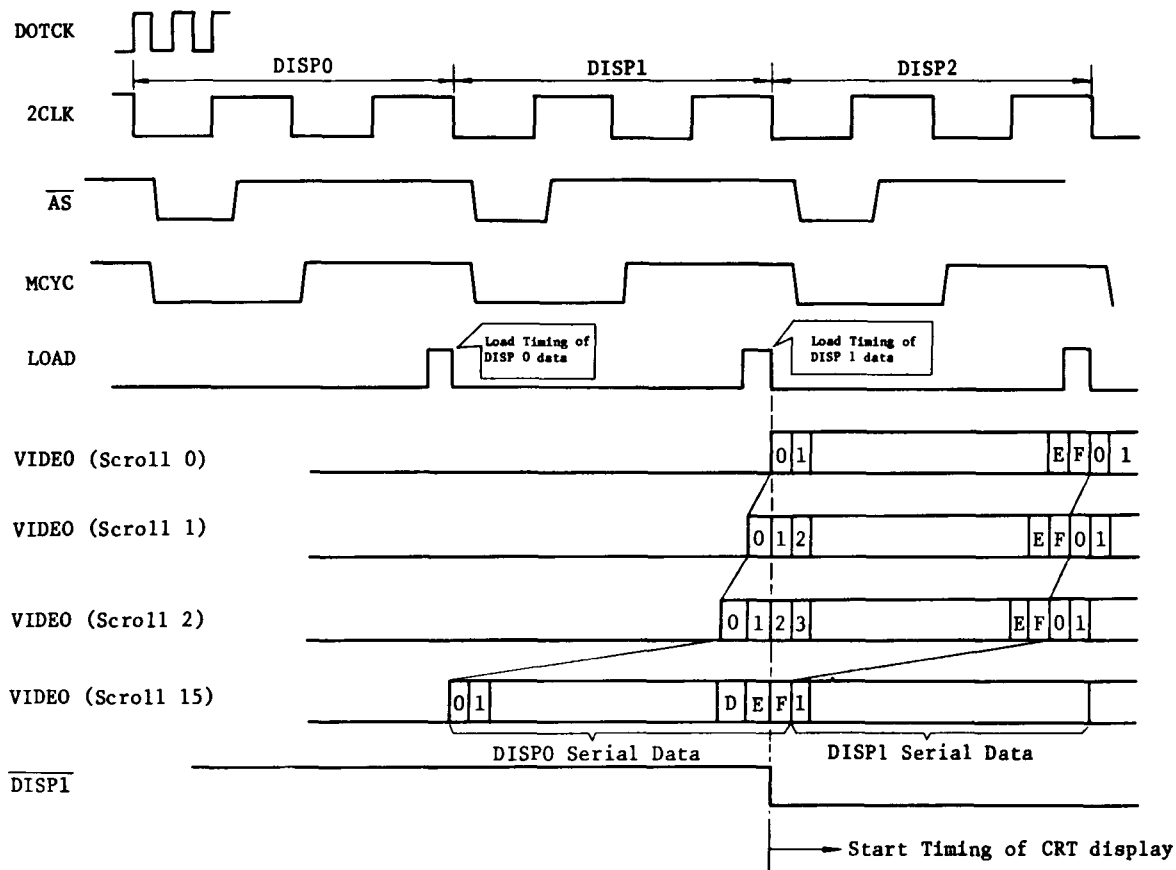 DOTCK
DISP0 DISP1 DISP2
2CLK
AS
MCYC
LOAD
Load Timing of
DISP 0 data
Load Timing of
DISP 1 data
VIDEO (Scroll 0)
0 1 E F 0 1
VIDEO (Scroll 1)
0 1 2 E F 0 1
VIDEO (Scroll 2)
0 1 2 3 E F 0 1
VIDEO (Scroll 15)
0 1 D E F 1
DISP0 Serial Data DISP1 Serial Data
DISP1
Start Timing of CRT display